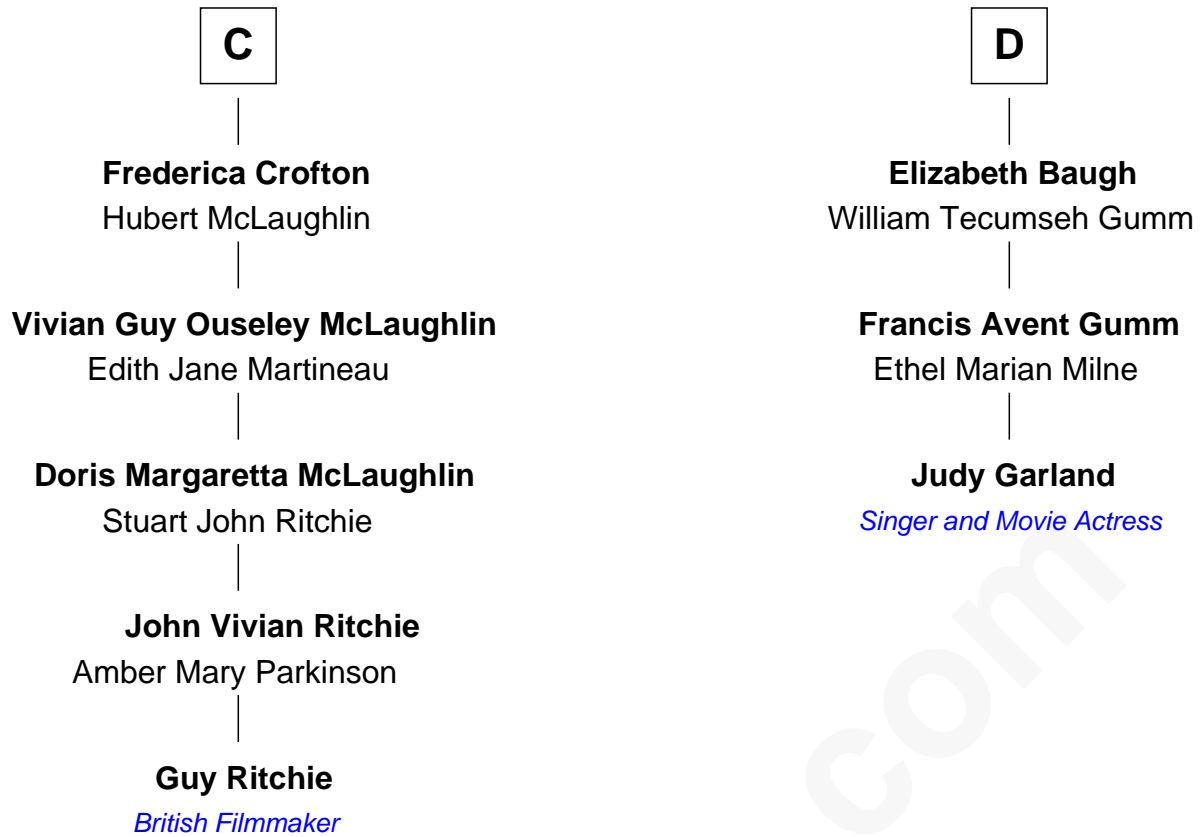 C
Frederica Crofton
Hubert McLaughlin
Vivian Guy Ouseley McLaughlin
Edith Jane Martineau
Doris Margaretta McLaughlin
Stuart John Ritchie
John Vivian Ritchie
Amber Mary Parkinson
Guy Ritchie
British Filmmaker
D
Elizabeth Baugh
William Tecumseh Gumm
Francis Avent Gumm
Ethel Marian Milne
Judy Garland
Singer and Movie Actress
com